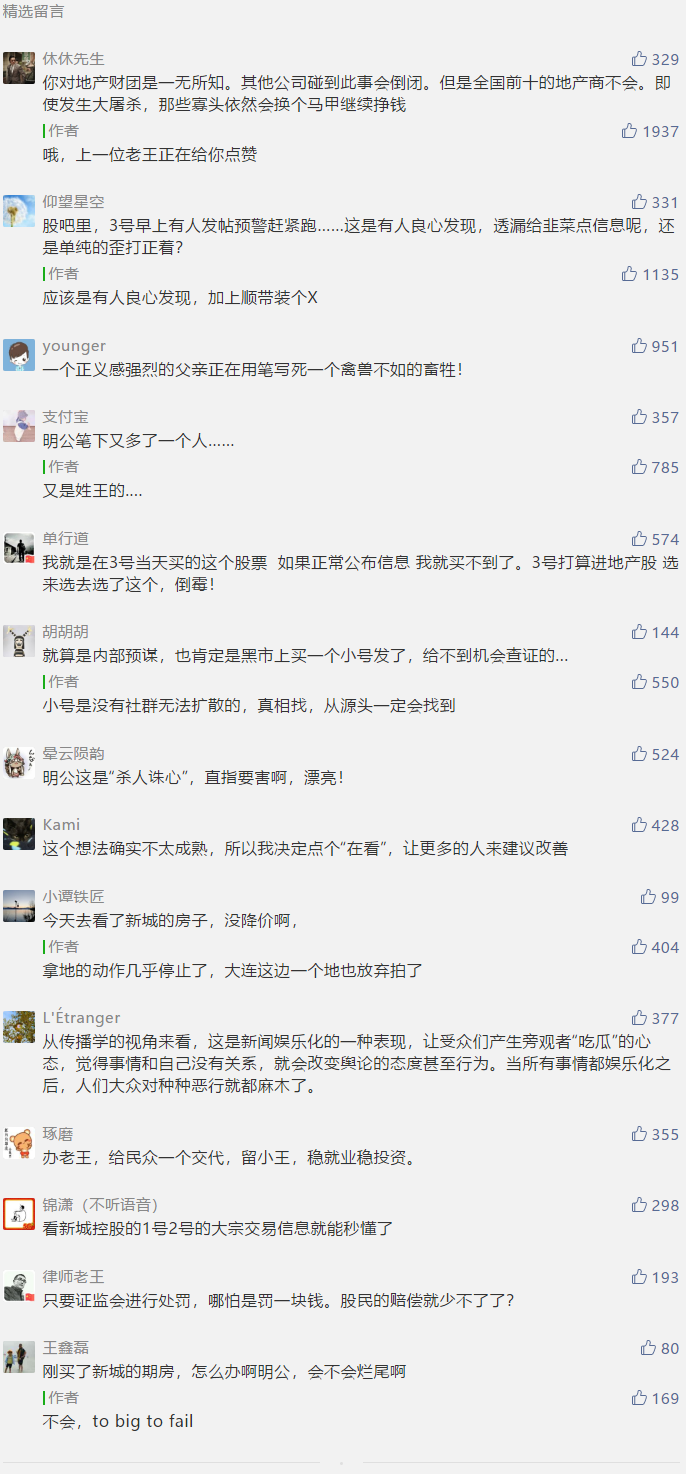 精选留言
休休先生
329
你对地产财团是一无所知。其他公司碰到此事会倒闭。但是全国前十的地产商不会。即
使发生大屠杀，那些寡头依然会换个马甲继续挣钱
作者
1937
哦，上一位老王正在给你点赞
仰望星空
331
股吧里，3号早上有人发帖预警赶紧跑......这是有人良心发现，透漏给韭菜点信息呢，还
是单纯的歪打正着？
作者
1135
应该是有人良心发现，加上顺带装个X
younger
951
一个正义感强烈的父亲正在用笔写死一个禽兽不如的畜牲！
支付宝
357
明公笔下又多了一个人......
作者
785
又是姓王的....
单行道
574
我就是在3号当天买的这个股票  如果正常公布信息 我就买不到了。3号打算进地产股 选
来选去选了这个，倒霉！
胡胡胡
144
就算是内部预谋，也肯定是黑市上买一个小号发了，给不到机会查证的...
作者
550
小号是没有社群无法扩散的，真相找，从源头一定会找到
晕云陨韵
524
明公这是“杀人诛心”，直指要害啊，漂亮！
Kami
428
这个想法确实不太成熟，所以我决定点个“在看”，让更多的人来建议改善
小谭铁匠
99
今天去看了新城的房子，没降价啊，
作者
404
拿地的动作几乎停止了，大连这边一个地也放弃拍了
L'Étranger
377
从传播学的视角来看，这是新闻娱乐化的一种表现，让受众们产生旁观者“吃瓜”的心
态，觉得事情和自己没有关系，就会改变舆论的态度甚至行为。当所有事情都娱乐化之
后，人们大众对种种恶行就都麻木了。
琢磨
355
办老王，给民众一个交代，留小王，稳就业稳投资。
锦潇（不听语音）
298
看新城控股的1号2号的大宗交易信息就能秒懂了
律师老王
193
只要证监会进行处罚，哪怕是罚一块钱。股民的赔偿就少不了了？
王鑫磊
80
刚买了新城的期房，怎么办啊明公，会不会烂尾啊
作者
169
不会，to big to fail